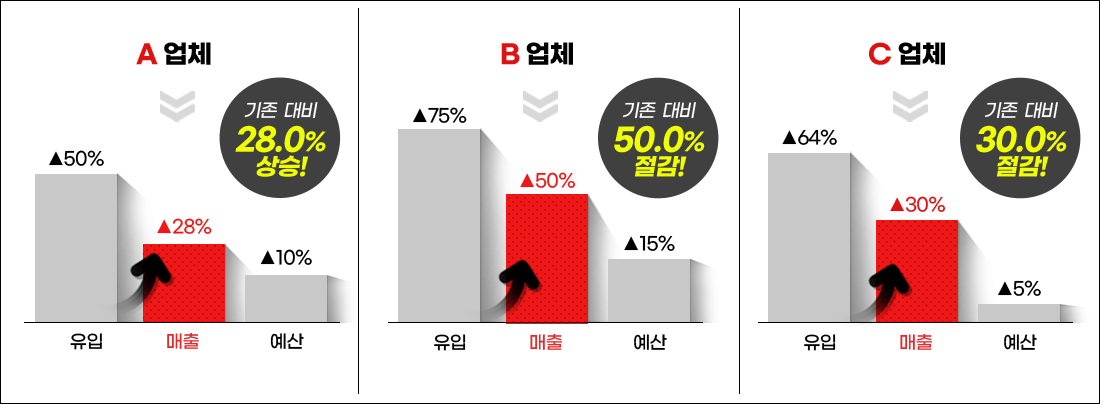 A 업체
기존 대비
28.0%
상승!
▲50%
▲28%
▲10%
유입
매출
예산
B 업체
기존 대비
50.0%
절감!
▲75%
▲50%
▲15%
유입
매출
예산
C 업체
기존 대비
30.0%
절감!
▲64%
▲30%
▲5%
유입
매출
예산